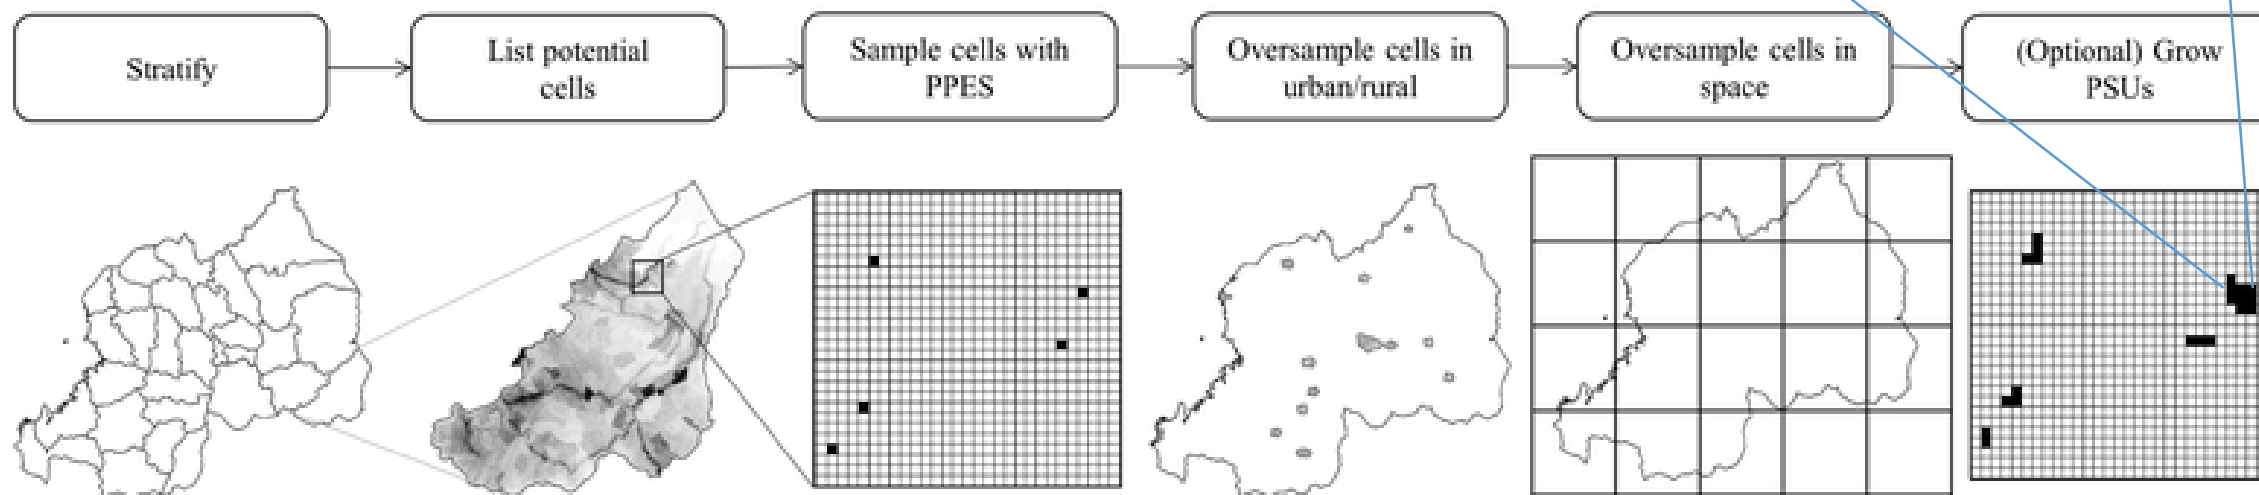 Stratify
List potential
cells
Sample cells with
PPES
Oversample cells in
urban/rural
Oversample cells in
space
(Optional) Grow
PSUs